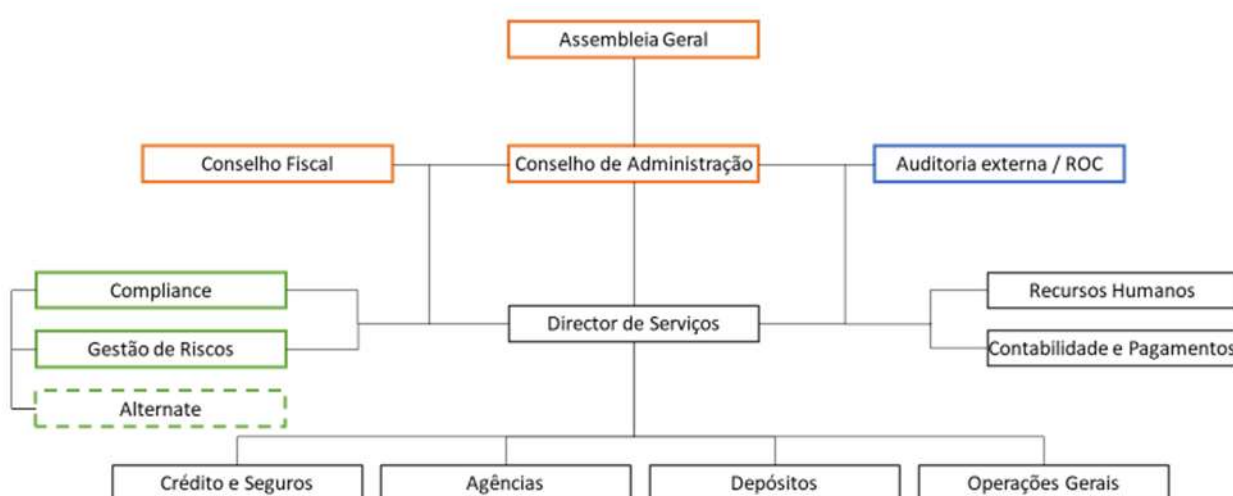 Assembleia Geral
Conselho Fiscal
Conselho de Administração
Auditoria externa / ROC
Compliance
Recursos Humanos
Director de Serviços
Gestão de Riscos
Contabilidade e Pagamentos
Alternate
Crédito e Seguros
Agências
Depósitos
Operações Gerais